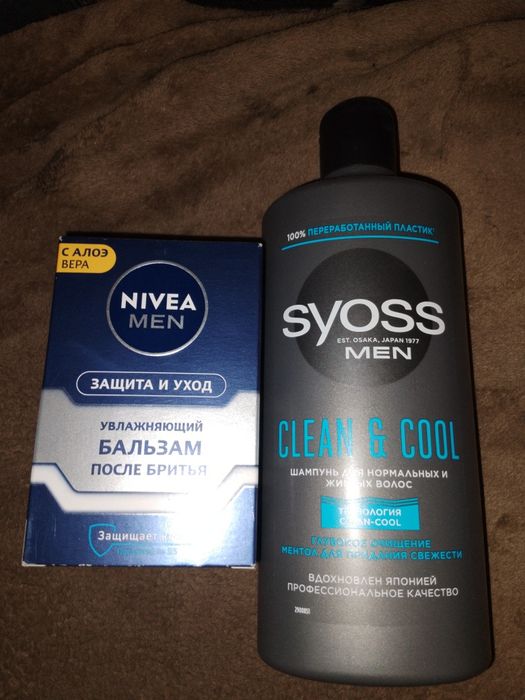 С АЛОЭ
ВЕРА
NIVEA
MEN
ЗАЩИТА И УХОД
УВЛАЖНЯЮЩИЙ
БАЛЬЗАМ
ПОСЛЕ БРИТЬЯ
Защищает
100% ПЕРЕРАБОТАННЫЙ ПЛАСТИК*
syoss
EST. OSAKA, JAPAN 1977
MEN
CLEAN & COOL
ШАМПУНЬ ДЛЯ НОРМАЛЬНЫХ И
ЖИРНЫХ ВОЛОС
ТЕХНОЛОГИЯ
CLEAN-COOL
ГЛУБОКОЕ ОЧИЩЕНИЕ
МЕНТОЛ ДЛЯ ПРИДАНИЯ СВЕЖЕСТИ
ВДОХНОВЛЕН ЯПОНИЕЙ
ПРОФЕССИОНАЛЬНОЕ КАЧЕСТВО